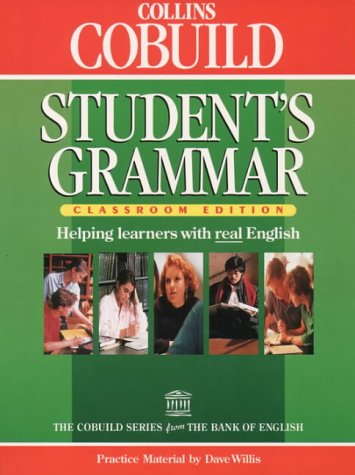 COLLINS
COBUILD
STUDENT'S
GRAMMAR
CLASSROOM EDITION
Helping learners with real English
THE COBUILD SERIES from THE BANK OF ENGLISH
Practice Material by Dave Willis